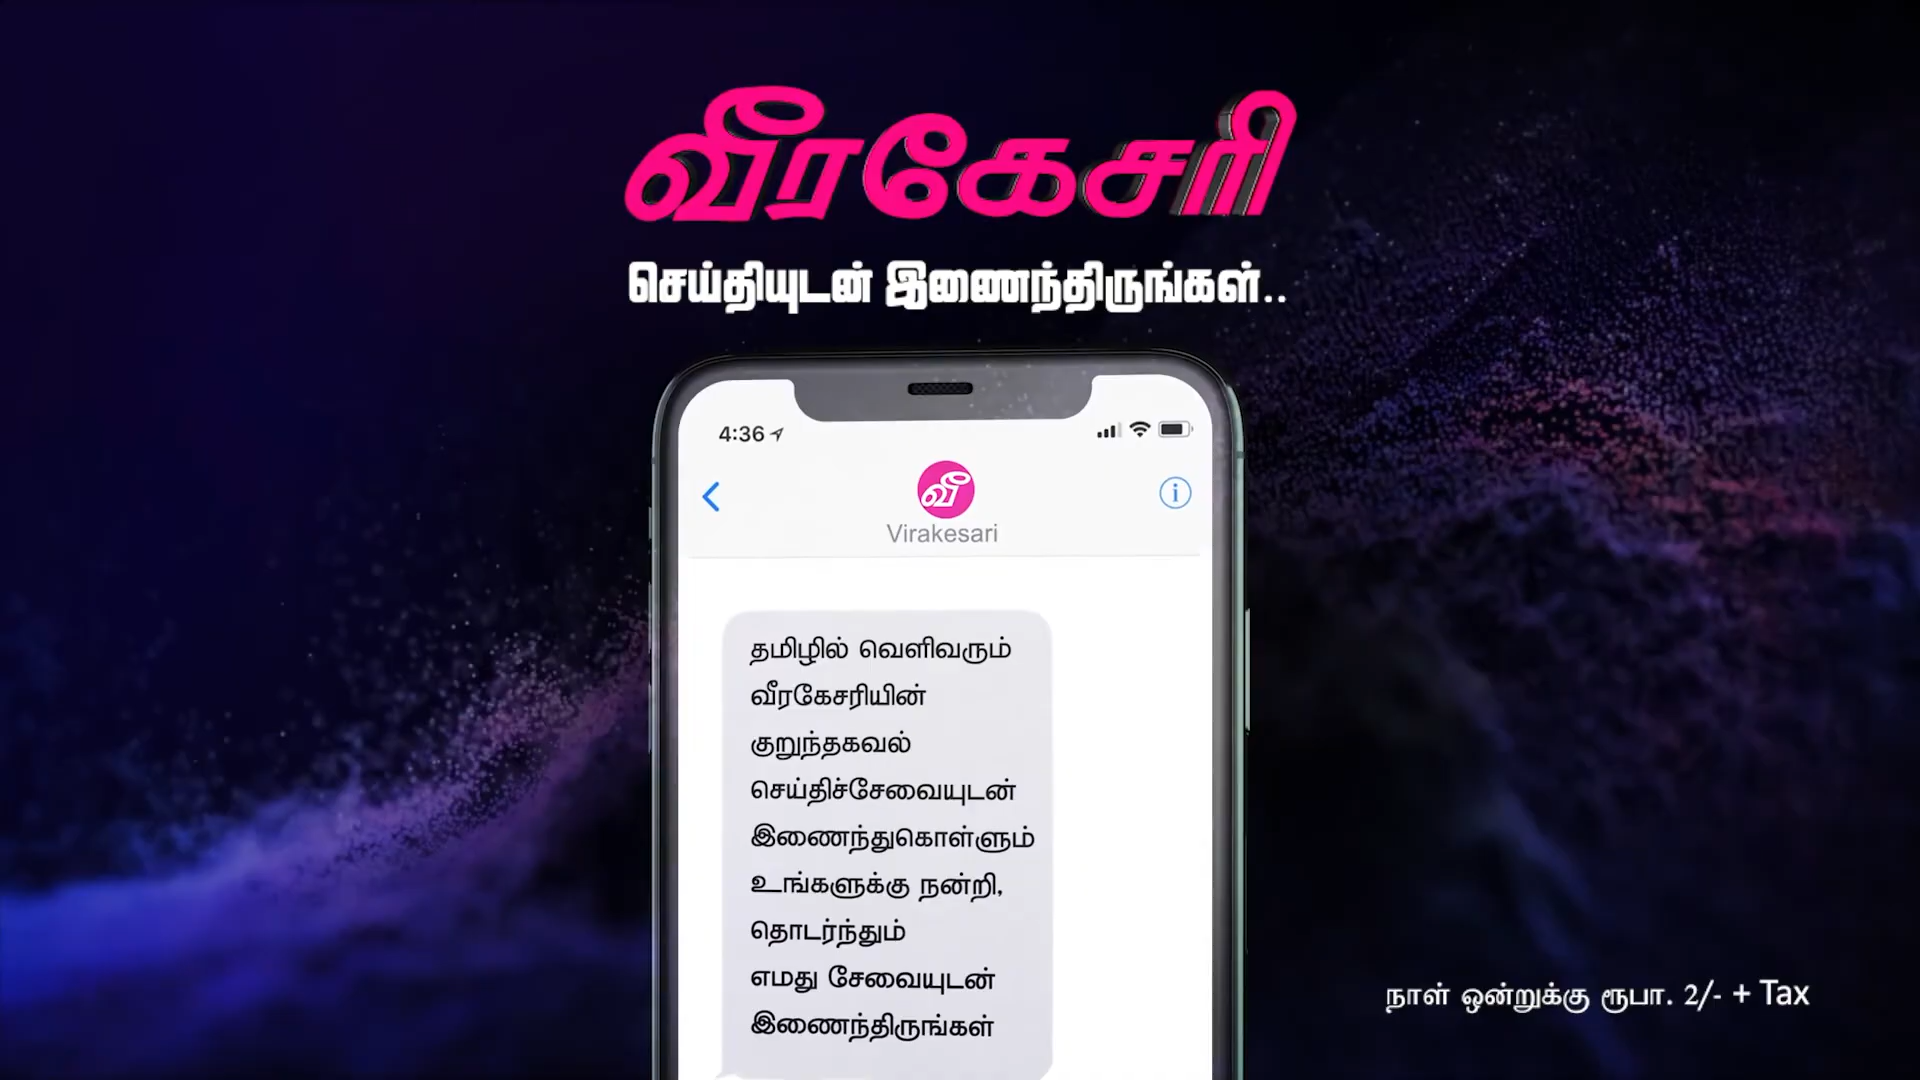 வீரகேசரி
செய்தியுடன் இணைந்திருங்கள்..
4:36
வீ
Virakesari
தமிழில் வெளிவரும்
வீரகேசரியின்
குறுந்தகவல்
செய்திச்சேவையுடன்
இணைந்துகொள்ளும்
உங்களுக்கு நன்றி,
தொடர்ந்தும்
எமது சேவையுடன்
இணைந்திருங்கள்
நாள் ஒன்றுக்கு ரூபா. 2/- + Tax